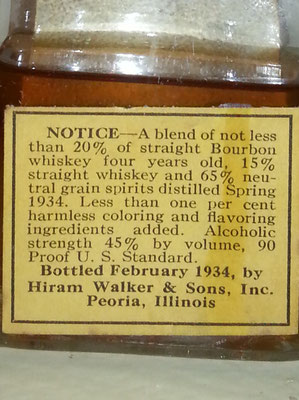 NOTICE—A blend of not less
than 20% of straight Bourbon
whiskey four years old, 15%
straight whiskey and 65% neu-
tral grain spirits distilled Spring
1934. Less than one per cent
harmless coloring and flavoring
ingredients added. Alcoholic
strength 45% by volume, 90
Proof U. S. Standard.
Bottled February 1934, by
Hiram Walker & Sons, Inc.
Peoria, Illinois